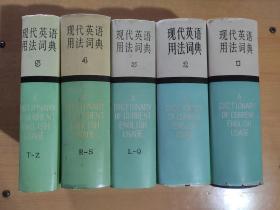 现代英语
用法词典
5
A
DICTIONARY
OF CURRENT
ENGLISH
USAGE
T-Z
现代英语
用法词典
4
A
DICTIONARY
OF CURRENT
ENGLISH
USAGE
R-S
现代英语
用法词典
3
A
DICTIONARY
OF CURRENT
ENGLISH
USAGE
L-Q
现代英语
用法词典
2
A
DICTIONARY
OF CURRENT
ENGLISH
USAGE
现代英语
用法词典
1
A
DICTIONARY
OF CURRENT
ENGLISH
USAGE